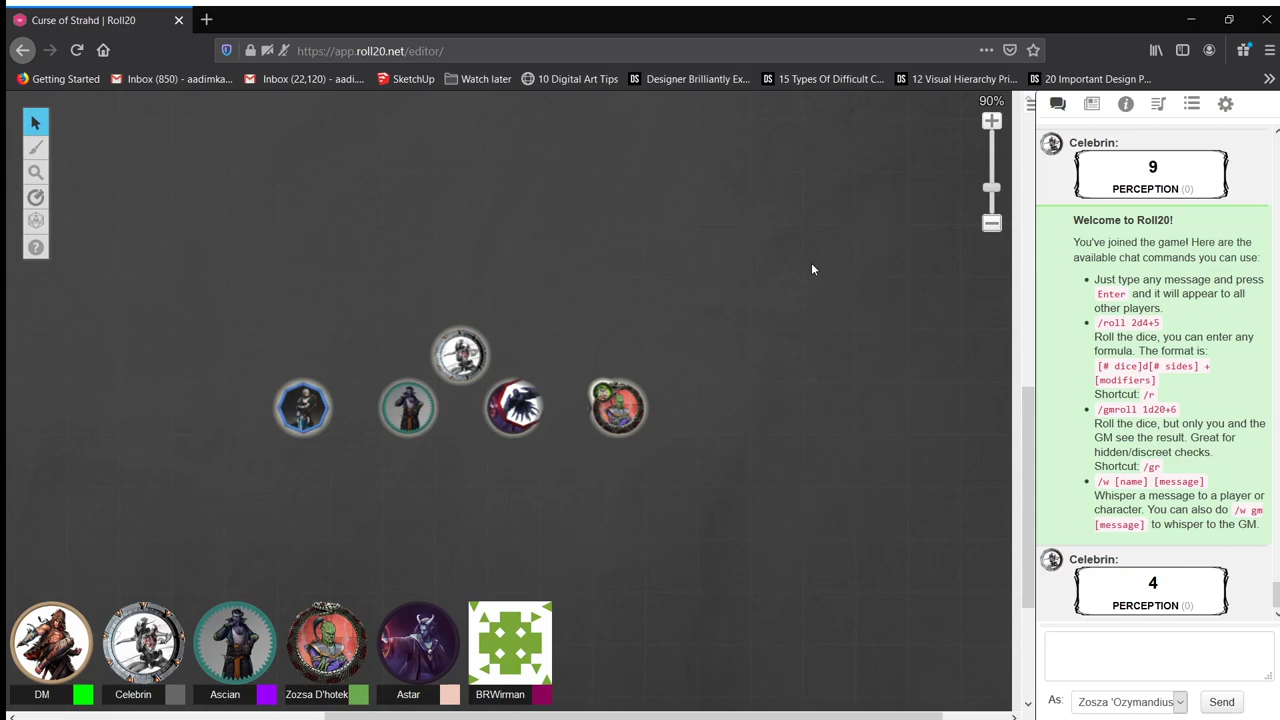 Curse of Strahd | Roll20
https://app.roll20.net/editor/
Getting Started
Inbox (850) - aadimka...
Inbox (22,120) - aadi...
SketchUp
Watch later
10 Digital Art Tips
DS Designer Brilliantly Ex...
DS 15 Types Of Difficult C...
DS 12 Visual Hierarchy Pri...
DS 20 Important Design P...
90%
Celebrin:
9
PERCEPTION (0)
Welcome to Roll20!
You've joined the game! Here are the
available chat commands you can use:
Just type any message and press
Enter and it will appear to all
other players.
/roll 2d4+5
Roll the dice, you can enter any
formula. The format is:
[# dice]d[# sides] +
[modifiers]
Shortcut: /r
/gmroll 1d20+6
Roll the dice, but only you and the
GM see the result. Great for
hidden/discreet checks.
Shortcut: /gr
/w [name] [message]
Whisper a message to a player or
character. You can also do /w gm
[message] to whisper to the GM.
Celebrin:
4
PERCEPTION (0)
DM
Celebrin
Ascian
Zozsa D'hotek
Astar
BRWirman
As:
Zosza 'Ozymandius
Send